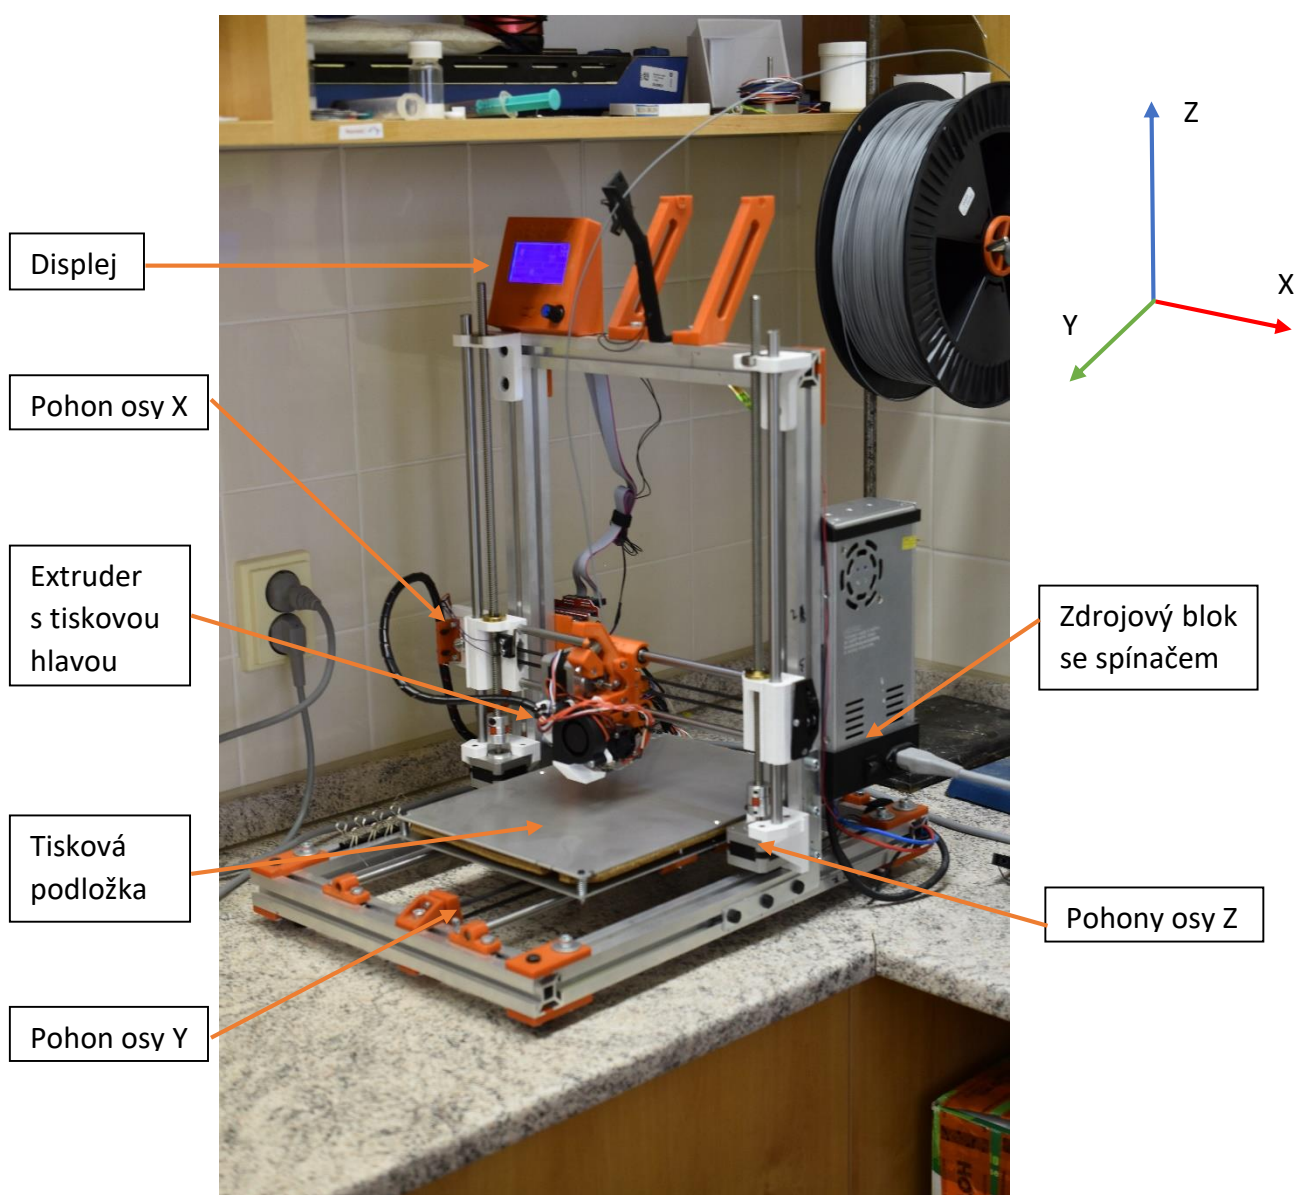 Displej
Pohon osy X
Extruder
s tiskovou
hlavou
Tisková
podložka
Pohon osy Y
Z
X
Y
Zdrojový blok
se spínačem
Pohony osy Z